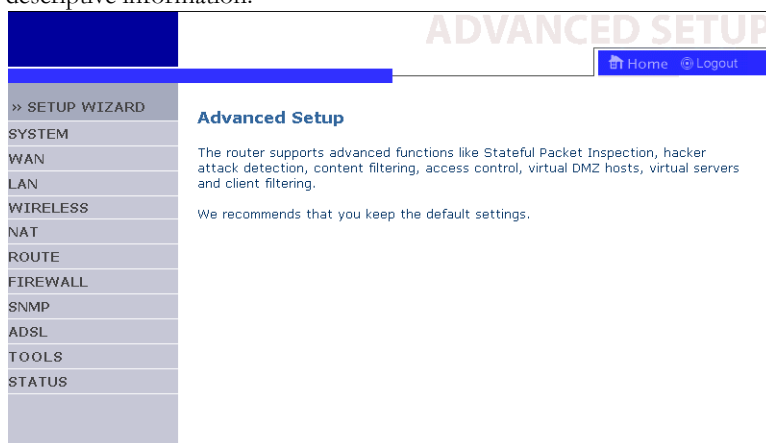 descriptive information.
ADVANCED SETUP
Home Logout
» SETUP WIZARD
SYSTEM
WAN
LAN
WIRELESS
NAT
ROUTE
FIREWALL
SNMP
ADSL
TOOLS
STATUS
Advanced Setup
The router supports advanced functions like Stateful Packet Inspection, hacker
attack detection, content filtering, access control, virtual DMZ hosts, virtual servers
and client filtering.
We recommends that you keep the default settings.